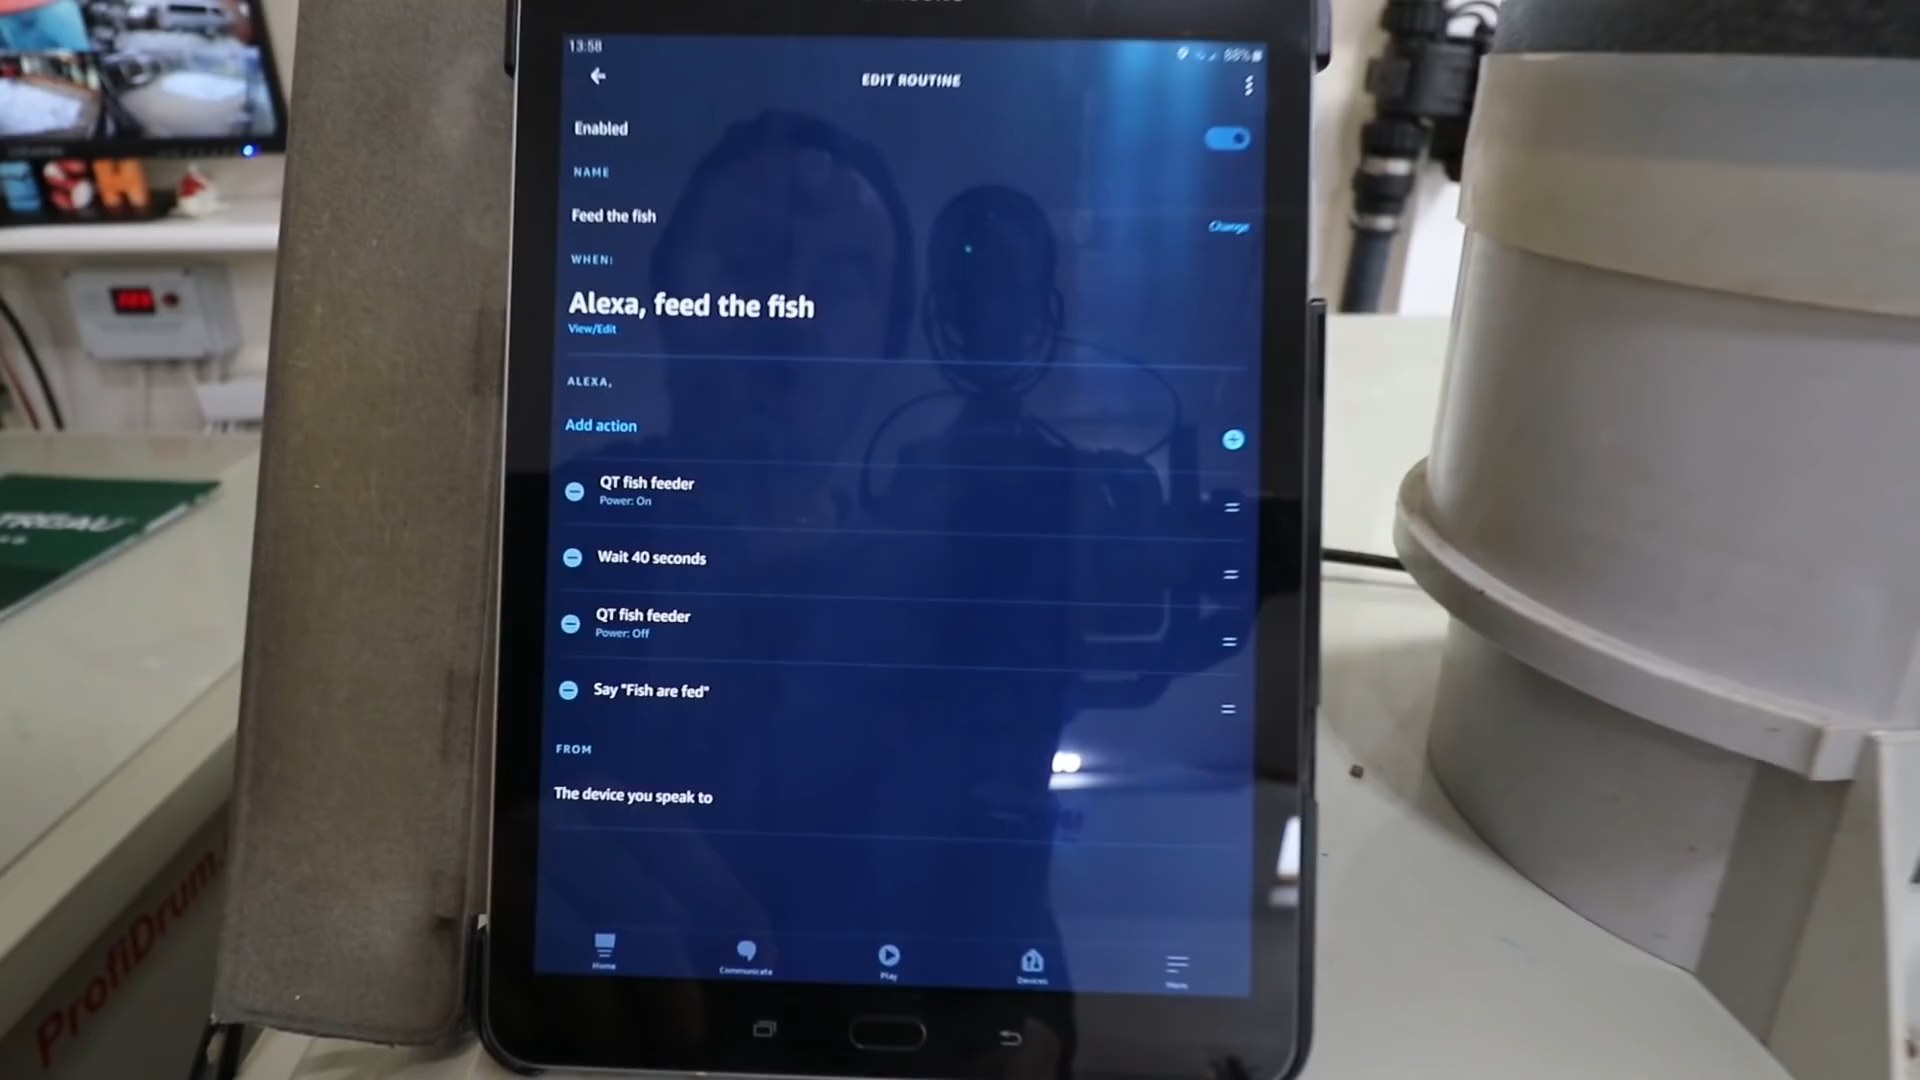 13:58
88%
EDIT ROUTINE
Enabled
NAME
Feed the fish
Change
WHEN:
Alexa, feed the fish
View/Edit
ALEXA,
Add action
QT fish feeder
Power: On
Wait 40 seconds
QT fish feeder
Power: Off
Say "Fish are fed"
FROM
The device you speak to
Home
Communicate
Play
Devices
More
ProfiDrum